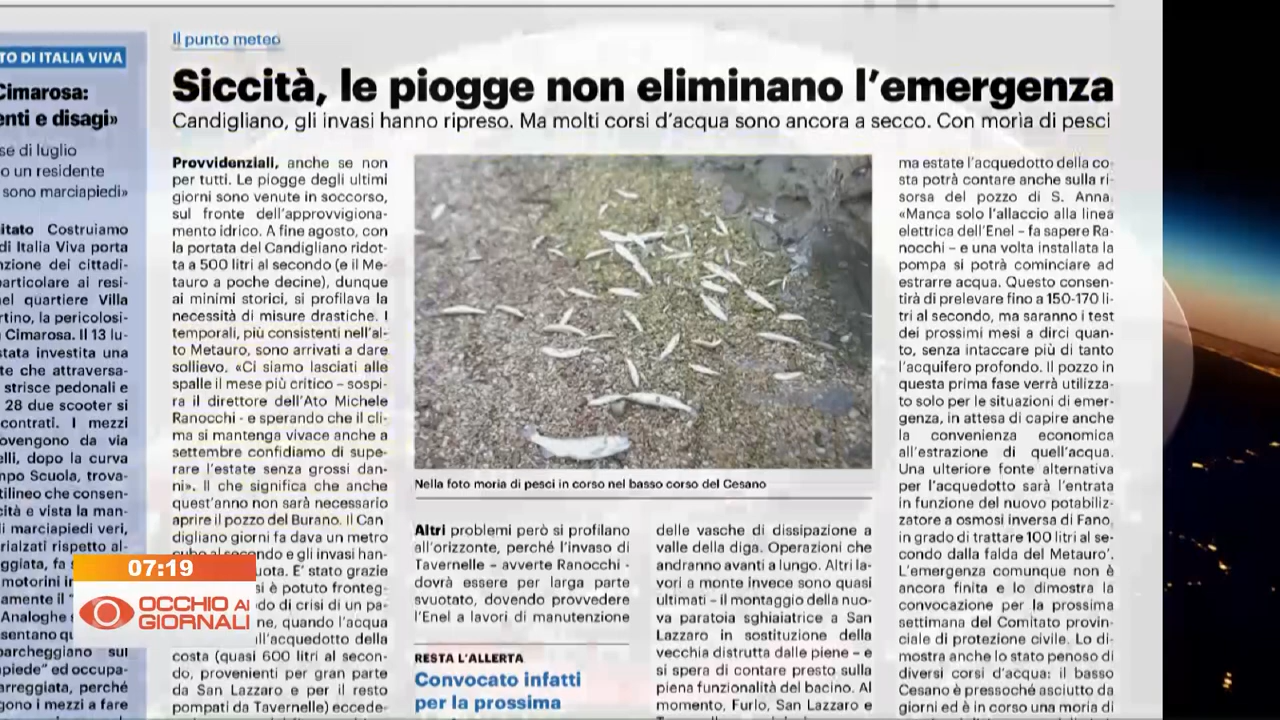 TO DI ITALIA VIVA
Cimarosa:
enti e disagi»
se di luglio
o un residente
sono marciapiedi»
itato Costruiamo
di Italia Viva porta
nzione dei cittadi-
particolare ai resi-
nel quartiere Villa
rtino, la pericolosi-
Cimarosa. Il 13 lu-
stata investita una
te che attraversa-
strisce pedonali e
28 due scooter si
contrati. I mezzi
ovengono da via
elli, dopo la curva
mpo Scuola, trova-
tilineo che consen-
cità e vista la man-
i marciapiedi veri,
rialzati rispetto al-
ggiata, fa
motorini in
amente il "
Analoghe
sentano qu
parcheggiano sul
piede" ed occupa-
arreggiata, perché
gono i mezzi a fare
Il punto meteo
Siccità, le piogge non eliminano l'emergenza
Candigliano, gli invasi hanno ripreso. Ma molti corsi d'acqua sono ancora a secco. Con moria di pesci
Provvidenziali, anche se non
per tutti. Le piogge degli ultimi
giorni sono venute in soccorso,
sul fronte dell'approvvigiona-
mento idrico. A fine agosto, con
la portata del Candigliano ridot-
ta a 500 litri al secondo (e il Me-
tauro a poche decine), dunque
ai minimi storici, si profilava la
necessità di misure drastiche. I
temporali, più consistenti nell'al-
to Metauro, sono arrivati a dare
sollievo. «Ci siamo lasciati alle
spalle il mese più critico – sospi-
ra il direttore dell'Ato Michele
Ranocchi - e sperando che il cli-
ma si mantenga vivace anche a
settembre confidiamo di supe-
rare l'estate senza grossi dan-
ni». Il che significa che anche
quest'anno non sarà necessario
aprire il pozzo del Burano. Il Can
digliano giorni fa dava un metro
cubo al secondo e gli invasi han-
uota. E' stato grazie
si è potuto fronteg-
do di crisi di un pa-
ne, quando l'acqua
ll'acquedotto della
costa (quasi 600 litri al secon-
do, provenienti per gran parte
da San Lazzaro e per il resto
pompati da Tavernelle) eccede-
Nella foto moria di pesci in corso nel basso corso del Cesano
Altri problemi però si profilano
all'orizzonte, perché l'invaso di
Tavernelle – avverte Ranocchi -
dovrà essere per larga parte
svuotato, dovendo provvedere
l'Enel a lavori di manutenzione
RESTA L'ALLERTA
Convocato infatti
per la prossima
delle vasche di dissipazione a
valle della diga. Operazioni che
andranno avanti a lungo. Altri la-
vori a monte invece sono quasi
ultimati – il montaggio della nuo-
va paratoia sghiaiatrice a San
Lazzaro in sostituzione della
vecchia distrutta dalle piene – e
si spera di contare presto sulla
piena funzionalità del bacino. Al
momento, Furlo, San Lazzaro e
ma estate l'acquedotto della co-
sta potrà contare anche sulla ri-
sorsa del pozzo di S. Anna.
«Manca solo l'allaccio alla linea
elettrica dell'Enel – fa sapere Ra-
nocchi – e una volta installata la
pompa si potrà cominciare ad
estrarre acqua. Questo consen-
tirà di prelevare fino a 150-170 li-
tri al secondo, ma saranno i test
dei prossimi mesi a dirci quan-
to, senza intaccare più di tanto
l'acquifero profondo. Il pozzo in
questa prima fase verrà utilizza-
to solo per le situazioni di emer-
genza, in attesa di capire anche
la convenienza economica
all'estrazione di quell'acqua.
Una ulteriore fonte alternativa
per l'acquedotto sarà l'entrata
in funzione del nuovo potabiliz-
zatore a osmosi inversa di Fano,
in grado di trattare 100 litri al se-
condo dalla falda del Metauro'.
L'emergenza comunque non è
ancora finita e lo dimostra la
convocazione per la prossima
settimana del Comitato provin-
ciale di protezione civile. Lo di-
mostra anche lo stato penoso di
diversi corsi d'acqua: il basso
Cesano è pressoché asciutto da
giorni ed è in corso una moria di
07:19
OCCHIO AI
GIORNALI